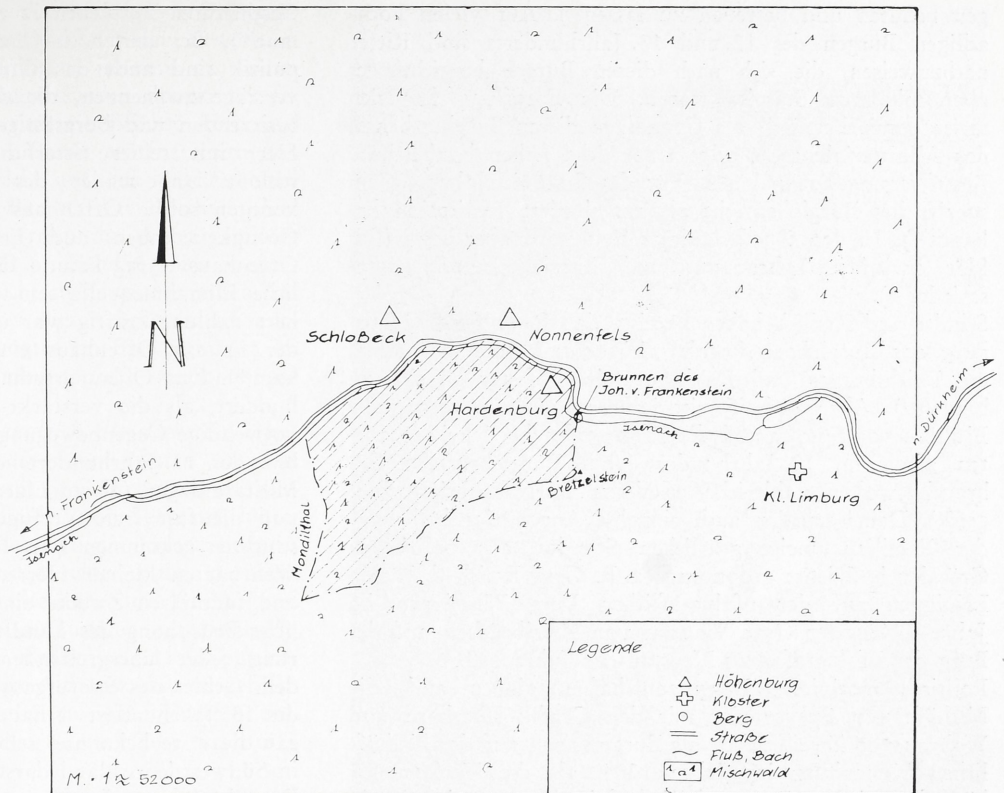 N
Schloßeck
Nonnenfels
Brunnen des
Joh. v. Frankenstein
Hardenburg
Isenach
n. Dürkheim
Bretzelstein
Kl. Limburg
n. Frankenstein
Isenach
Mondilthal
Legende
Höhenburg
Kloster
Berg
Straße
Fluß, Bach
Mischwald
M. 1 52000